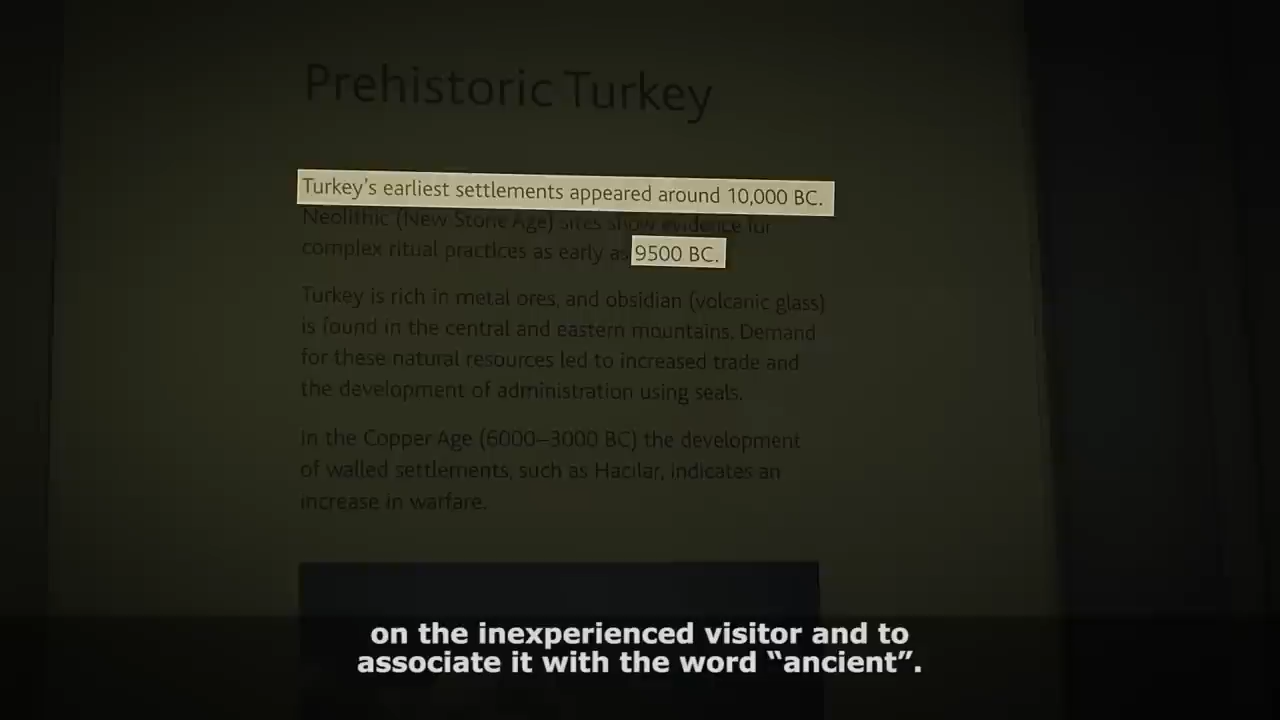 Prehistoric Turkey
Turkey's earliest settlements appeared around 10,000 BC.
Neolithic (New Stone Age) sites show evidence for
complex ritual practices as early as 9500 BC.
Turkey is rich in metal ores, and obsidian (volcanic glass)
is found in the central and eastern mountains. Demand
for these natural resources led to increased trade and
the development of administration using seals.
In the Copper Age (6000–3000 BC) the development
of walled settlements, such as Hacılar, indicates an
increase in warfare.
on the inexperienced visitor and to
associate it with the word “ancient”.